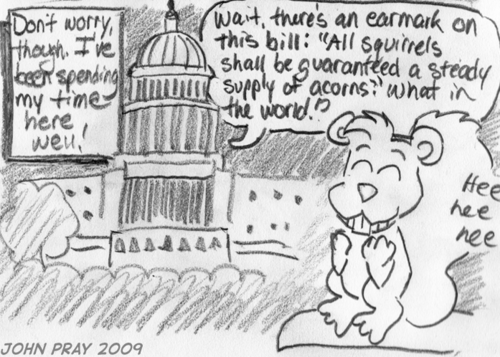 Don't worry,
though. I've
been spending
my time
here
well!
Wait, there's an earmark on
this bill: "All squirrels
shall be guaranteed a steady
supply of acorns?" What in
the world!"
Hee
hee
hee
JOHN PRAY 2009